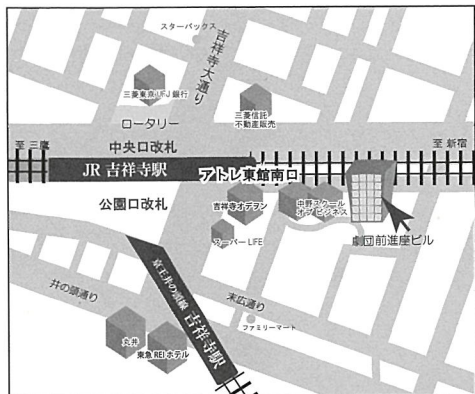 スターバックス
吉祥寺大通り
三菱東京UFJ銀行
三菱信託
不動産販売
ロータリー
至 三鷹
中央口改札
至 新宿
JR 吉祥寺駅
アトレ東館南口
公園口改札
吉祥寺オデヲン
中野スクール
オブ ビジネス
スーパー LIFE
劇団前進座ビル
京王井の頭線 吉祥寺駅
井の頭通り
末広通り
ファミリーマート
丸井
東急 REI ホテル